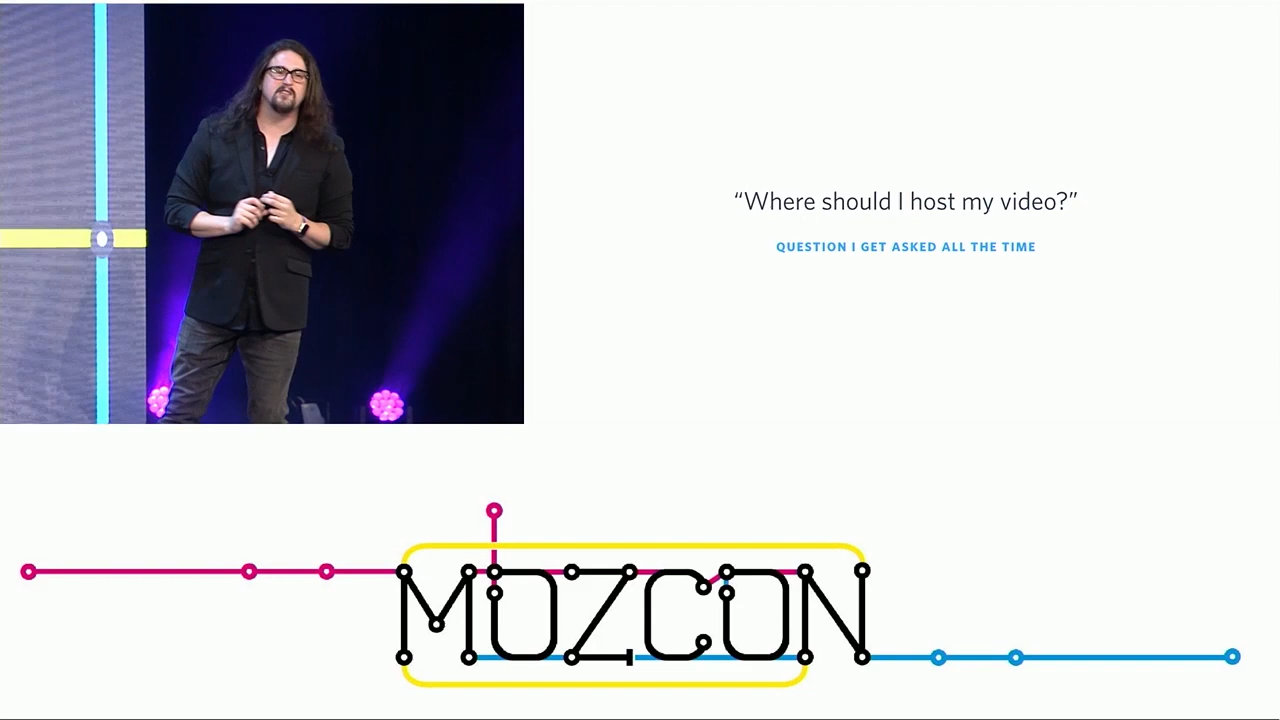 “Where should I host my video?”
QUESTION I GET ASKED ALL THE TIME
MOZCON